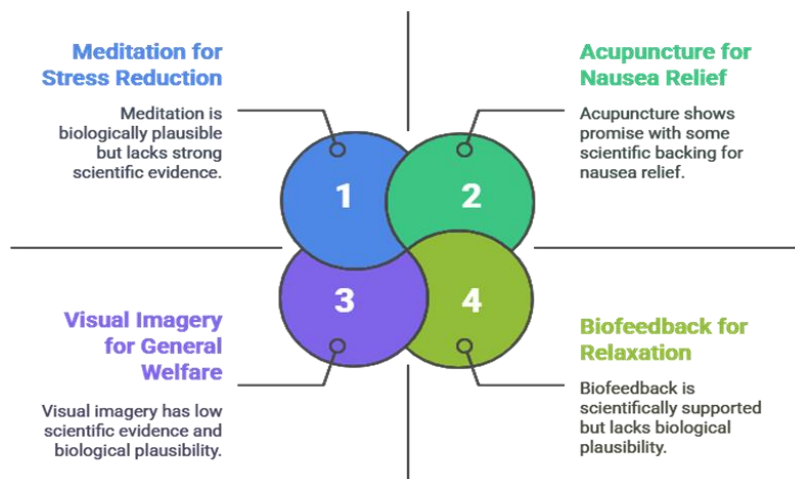 Meditation for
Stress Reduction
Meditation is
biologically plausible
but lacks strong
scientific evidence.
Acupuncture for
Nausea Relief
Acupuncture shows
promise with some
scientific backing for
nausea relief.
1
2
3
4
Visual Imagery
for General
Welfare
Visual imagery has low
scientific evidence and
biological plausibility.
Biofeedback for
Relaxation
Biofeedback is
scientifically supported
but lacks biological
plausibility.